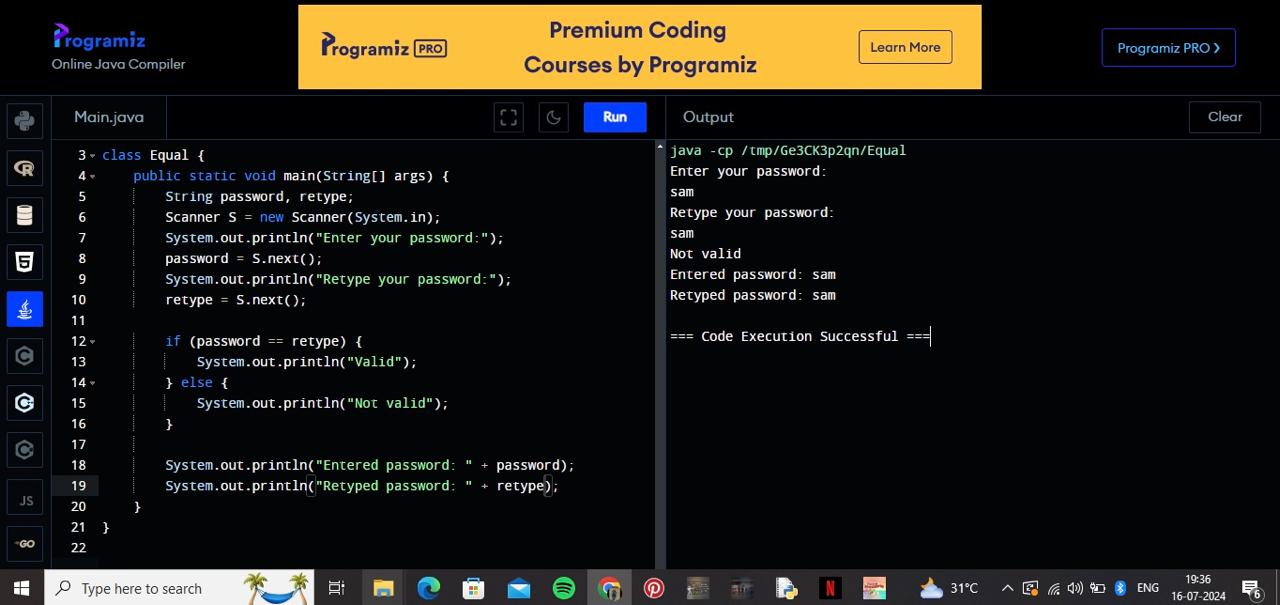 Programiz
Online Java Compiler
Programiz PRO
Premium Coding
Courses by Programiz
Learn More
Programiz PRO >
Main.java
Run
Output
Clear
3 class Equal {
4 public static void main(String[] args) {
5 String password, retype;
6 Scanner S = new Scanner(System.in);
7 System.out.println("Enter your password:");
8 password = S.next();
9 System.out.println("Retype your password:");
10 retype = S.next();
11
12 if (password == retype) {
13 System.out.println("Valid");
14 } else {
15 System.out.println("Not valid");
16 }
17
18 System.out.println("Entered password: " + password);
19 System.out.println("Retyped password: " + retype);
20 }
21 }
22
java -cp /tmp/Ge3CK3p2qn/Equal
Enter your password:
sam
Retype your password:
sam
Not valid
Entered password: sam
Retyped password: sam
=== Code Execution Successful ===
R
5
C
C
C
JS
GO
Type here to search
N
31°C
ENG
19:36
16-07-2024
6